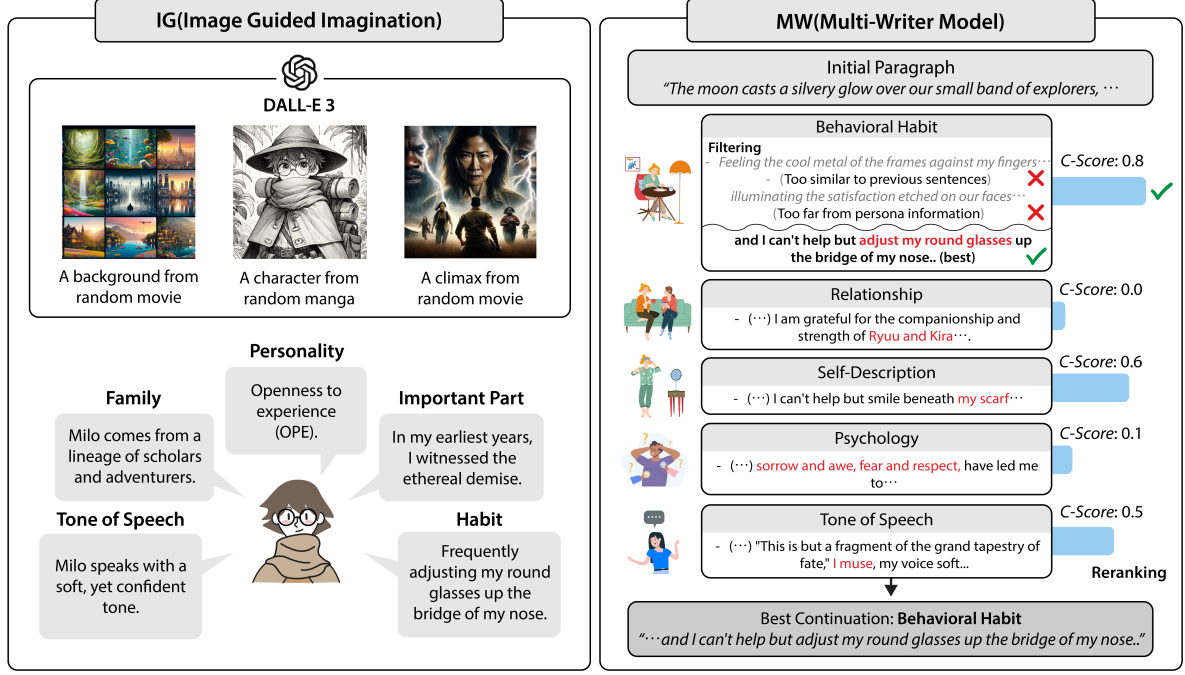 IG(Image Guided Imagination)
DALL-E 3
A background from
random movie
A character from
random manga
A climax from
random movie
Personality
Openness to
experience
(OPE).
Family
Milo comes from a
lineage of scholars
and adventurers.
Important Part
In my earliest years,
I witnessed the
ethereal demise.
Tone of Speech
Milo speaks with a
soft, yet confident
tone.
Habit
Frequently
adjusting my round
glasses up the
bridge of my nose.
MW(Multi-Writer Model)
Initial Paragraph
“The moon casts a silvery glow over our small band of explorers, ⋯
Behavioral Habit
Filtering
- Feeling the cool metal of the frames against my fingers⋯
- (Too similar to previous sentences)
illuminating the satisfaction etched on our faces⋯
(Too far from persona information)
and I can't help but adjust my round glasses up
the bridge of my nose.. (best)
C-Score: 0.8
Relationship
- (⋯) I am grateful for the companionship and
strength of Ryuu and Kira⋯.
C-Score: 0.0
Self-Description
- (⋯) I can't help but smile beneath my scarf⋯
C-Score: 0.6
Psychology
- (⋯) sorrow and awe, fear and respect, have led me
to⋯
C-Score: 0.1
Tone of Speech
- (⋯) "This is but a fragment of the grand tapestry of
fate," I muse, my voice soft...
C-Score: 0.5
Reranking
Best Continuation: Behavioral Habit
“⋯and I can't help but adjust my round glasses up the bridge of my nose..”